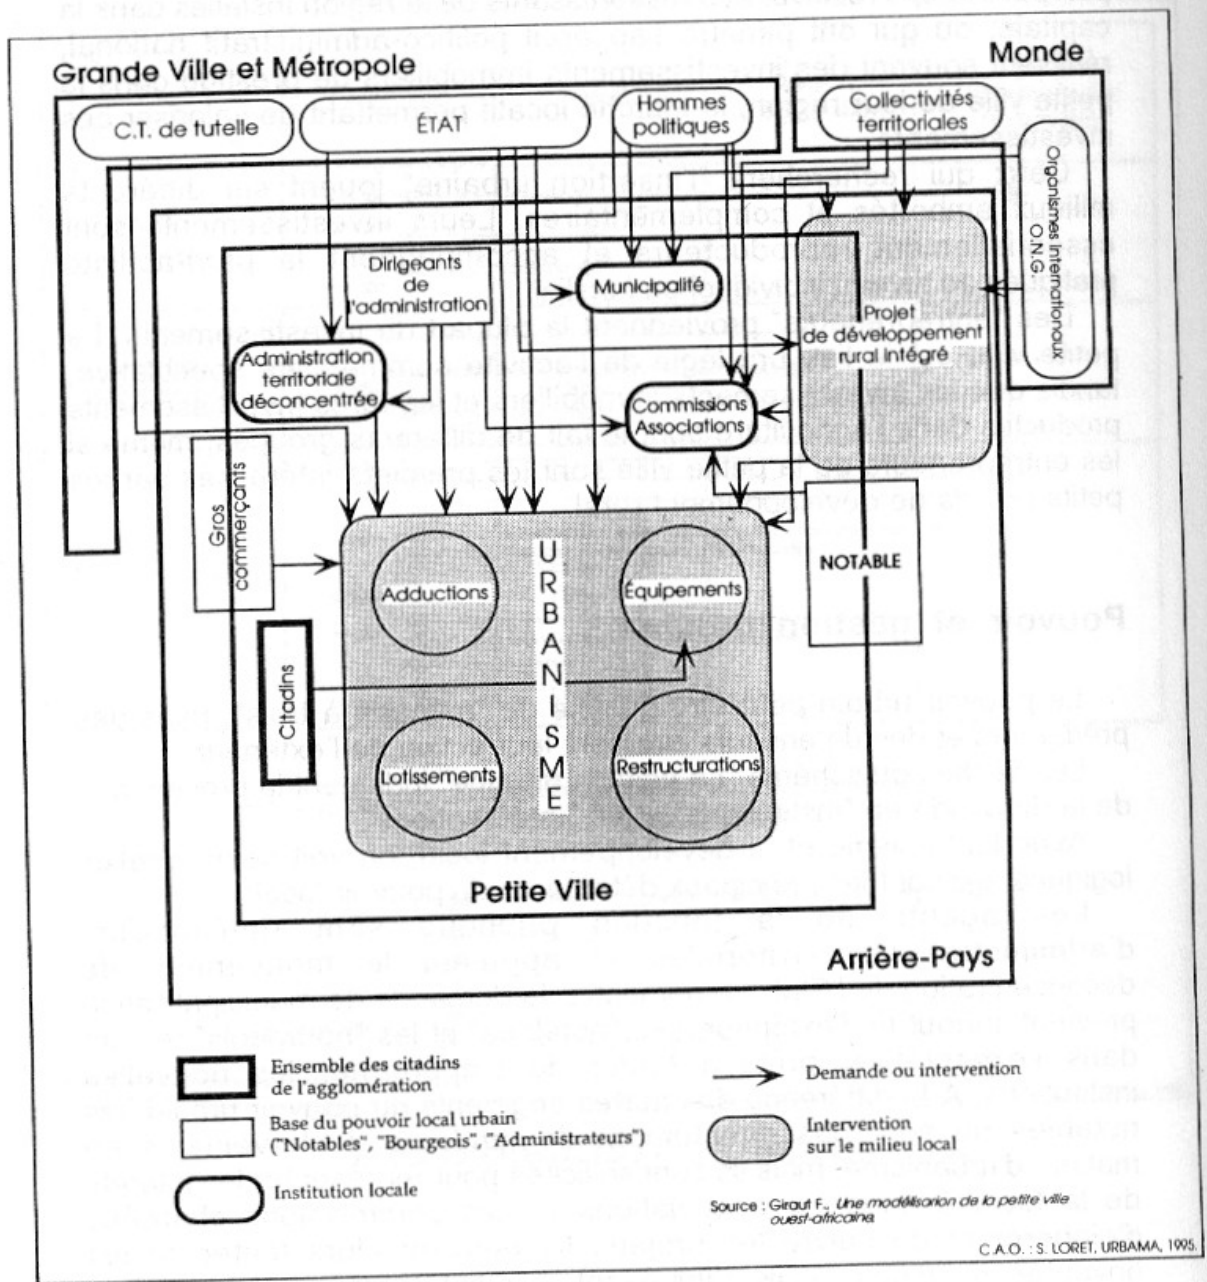 Grande Ville et Métropole
Monde
C.T. de tutelle
ÉTAT
Hommes
politiques
Collectivités
territoriales
Organismes Internationaux
O.N.G.
Dirigeants
de
l'administration
Municipalité
Projet
de développement
rural intégré
Administration
territoriale
déconcentrée
Commissions
Associations
Gros
commerçants
NOTABLE
Adductions
URBANISME
Équipements
Citadins
Lotissements
Restructurations
Petite Ville
Arrière-Pays
Ensemble des citadins
de l'agglomération
Base du pouvoir local urbain
("Notables", "Bourgeois", "Administrateurs")
Institution locale
Demande ou intervention
Intervention
sur le milieu local
Source : Giraut F., Une modélisarion de la petite ville
ouest-africaine
C.A.O. : S. LORET, URBAMA, 1995.